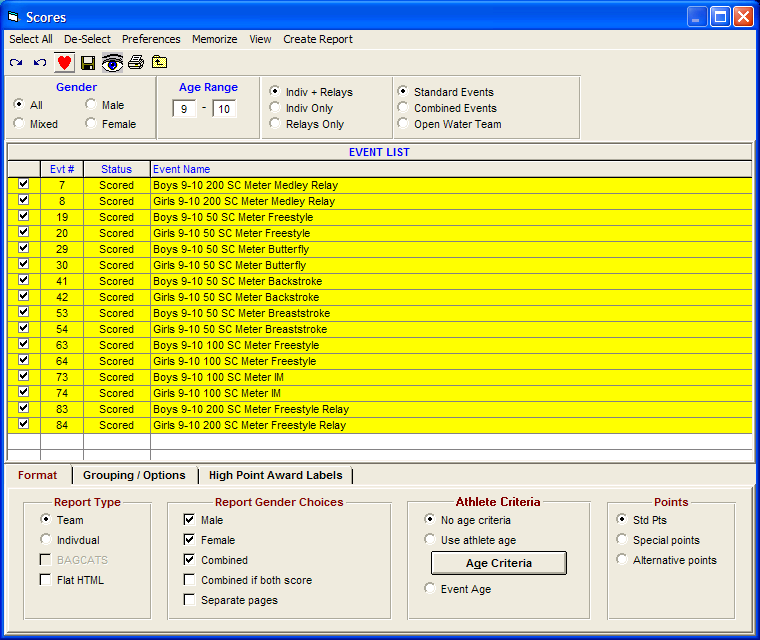 Scores
Select All De-Select Preferences Memorize View Create Report
Gender
All Male
Mixed Female
Age Range
9 - 10
Indiv + Relays
Indiv Only
Relays Only
Standard Events
Combined Events
Open Water Team
EVENT LIST
Evt # Status Event Name
7 Scored Boys 9-10 200 SC Meter Medley Relay
8 Scored Girls 9-10 200 SC Meter Medley Relay
19 Scored Boys 9-10 50 SC Meter Freestyle
20 Scored Girls 9-10 50 SC Meter Freestyle
29 Scored Boys 9-10 50 SC Meter Butterfly
30 Scored Girls 9-10 50 SC Meter Butterfly
41 Scored Boys 9-10 50 SC Meter Backstroke
42 Scored Girls 9-10 50 SC Meter Backstroke
53 Scored Boys 9-10 50 SC Meter Breaststroke
54 Scored Girls 9-10 50 SC Meter Breaststroke
63 Scored Boys 9-10 100 SC Meter Freestyle
64 Scored Girls 9-10 100 SC Meter Freestyle
73 Scored Boys 9-10 100 SC Meter IM
74 Scored Girls 9-10 100 SC Meter IM
83 Scored Boys 9-10 200 SC Meter Freestyle Relay
84 Scored Girls 9-10 200 SC Meter Freestyle Relay
Format Grouping / Options High Point Award Labels
Report Type
Team
Indivdual
BAGCATS
Flat HTML
Report Gender Choices
Male
Female
Combined
Combined if both score
Separate pages
Athlete Criteria
No age criteria
Use athlete age
Age Criteria
Event Age
Points
Std Pts
Special points
Alternative points